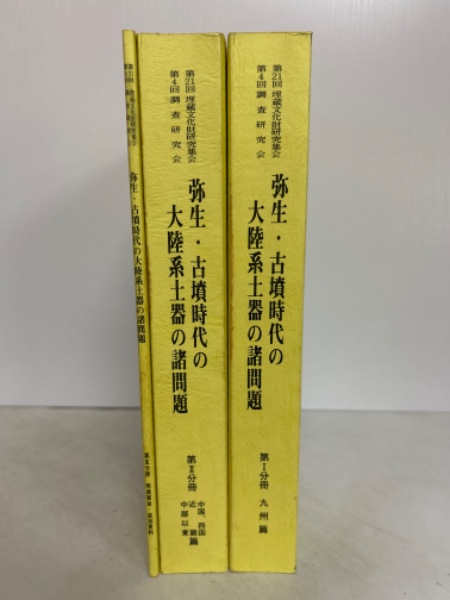 第21回 埋蔵文化財研究集会
第4回 調査研究会
弥生・古墳時代の
大陸系土器の諸問題
第Ⅰ分冊 九州篇
第21回 埋蔵文化財研究集会
第4回 調査研究会
弥生・古墳時代の
大陸系土器の諸問題
第Ⅱ分冊
中国、四国
近畿篇
中部以東
弥生・古墳時代の大陸系土器の諸問題